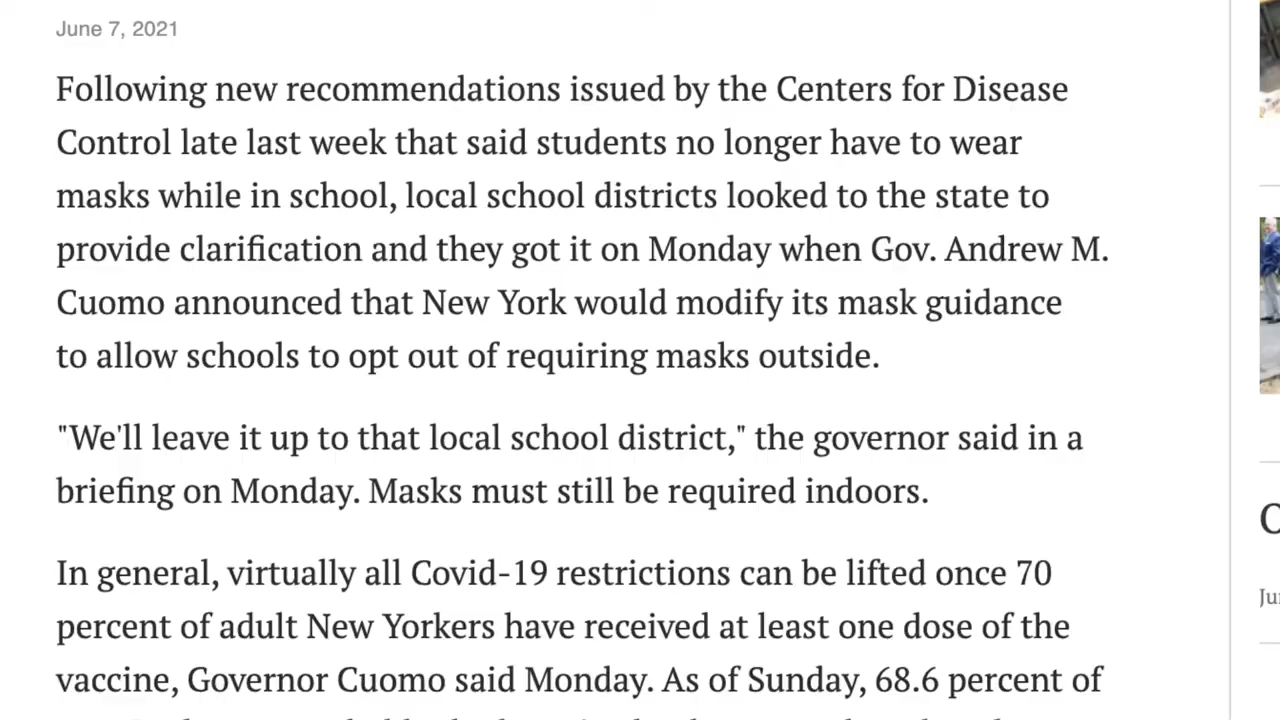 June 7, 2021
Following new recommendations issued by the Centers for Disease
Control late last week that said students no longer have to wear
masks while in school, local school districts looked to the state to
provide clarification and they got it on Monday when Gov. Andrew M.
Cuomo announced that New York would modify its mask guidance
to allow schools to opt out of requiring masks outside.
"We'll leave it up to that local school district," the governor said in a
briefing on Monday. Masks must still be required indoors.
In general, virtually all Covid-19 restrictions can be lifted once 70
percent of adult New Yorkers have received at least one dose of the
vaccine, Governor Cuomo said Monday. As of Sunday, 68.6 percent of